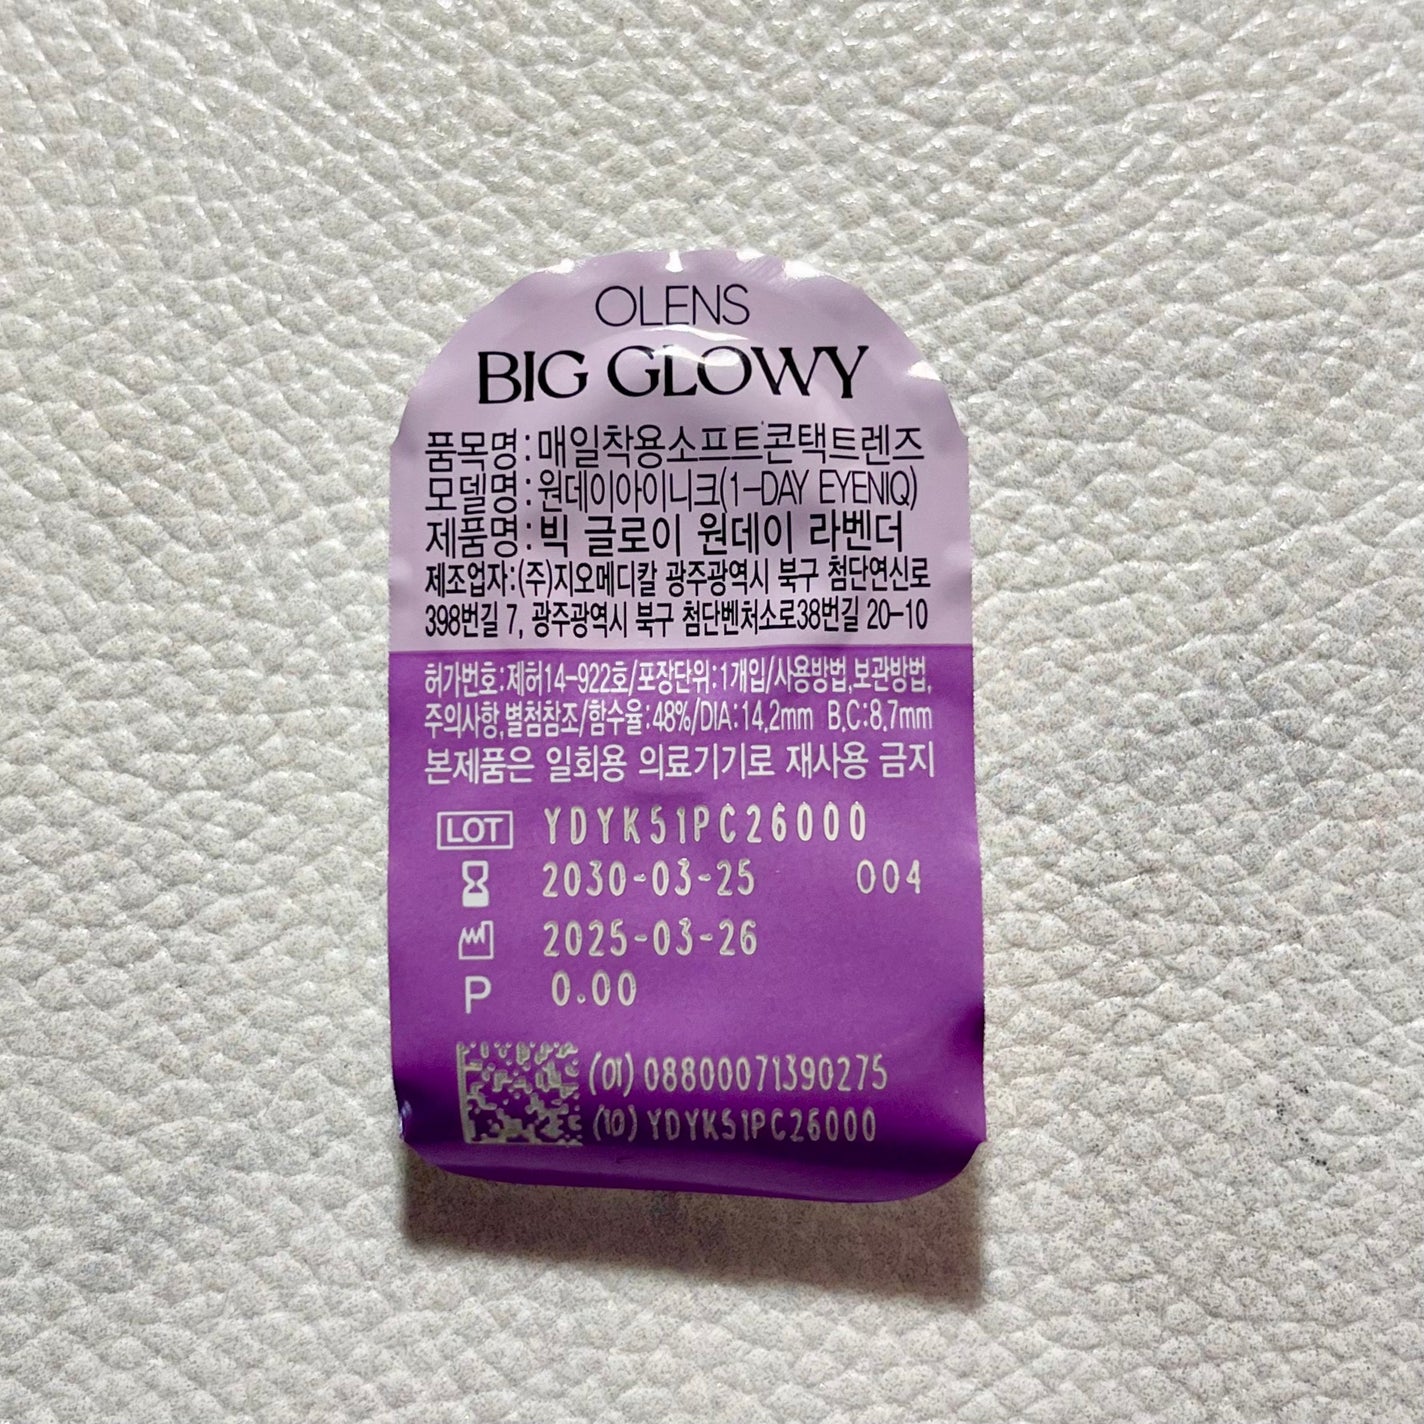 OLENS
BIG GLOWY
품목명:매일착용소프트콘택트렌즈
모델명:원데이아이니크(1-DAY EYENIQ)
제품명:빅 글로이 원데이 라벤더
제조업자:(주)지오메디칼 광주광역시 북구 첨단연신로
398번길 7, 광주광역시 북구 첨단벤처소로38번길 20-10
허가번호:제허14-922호/포장단위:1개입/사용방법,보관방법,
주의사항,별첨참조/함수율:48%/DIA:14.2mm B.C:8.7mm
본제품은 일회용 의료기기로 재사용 금지
LOT YDYK51PC26000
2030-03-25 004
2025-03-26
P 0.00
(01) 08800071390275
(10) YDYK51PC26000